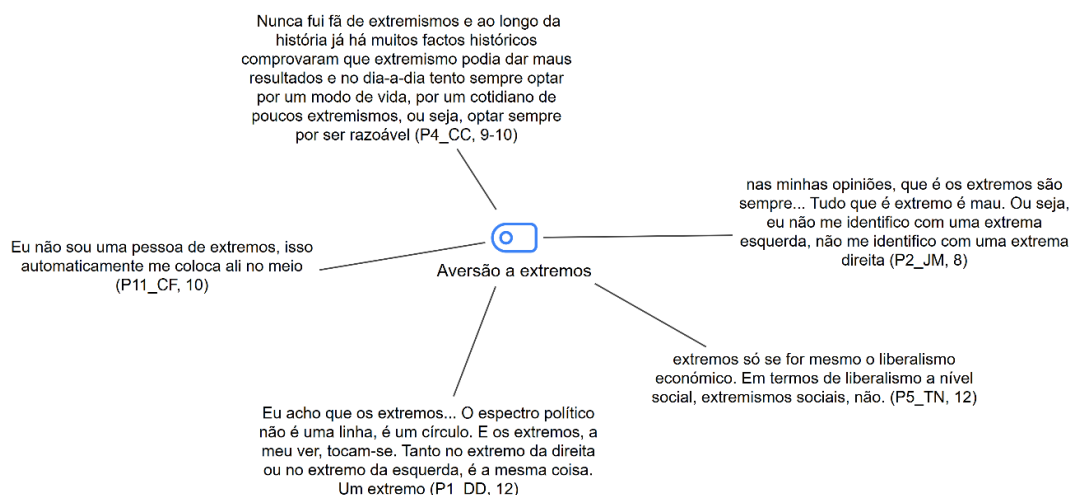 Nunca fui fã de extremismos e ao longo da
história já há muitos factos históricos
comprovaram que extremismo podia dar maus
resultados e no dia-a-dia tento sempre optar
por um modo de vida, por um cotidiano de
poucos extremismos, ou seja, optar sempre
por ser razoável (P4_CC, 9-10)
nas minhas opiniões, que é os extremos são
sempre... Tudo que é extremo é mau. Ou seja,
eu não me identifico com uma extrema
esquerda, não me identifico com uma extrema
direita (P2_JM, 8)
Eu não sou uma pessoa de extremos, isso
automaticamente me coloca ali no meio
(P11_CF, 10)
Aversão a extremos
extremos só se for mesmo o liberalismo
económico. Em termos de liberalismo a nível
social, extremismos sociais, não. (P5_TN, 12)
Eu acho que os extremos... O espectro político
não é uma linha, é um círculo. E os extremos, a
meu ver, tocam-se. Tanto no extremo da direita
ou no extremo da esquerda, é a mesma coisa.
Um extremo (P1_DD, 12)